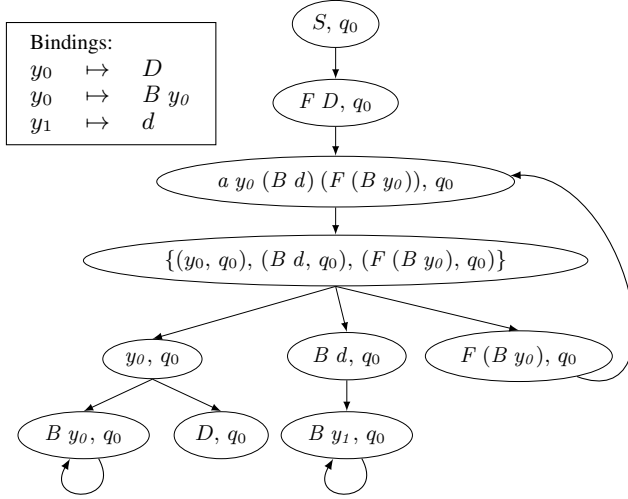 S, q₀
Bindings:
y₀ ↦ D
y₀ ↦ B y₀
y₁ ↦ d
F D, q₀
a y₀ (B d) (F (B y₀)), q₀
{(y₀, q₀), (B d, q₀), (F (B y₀), q₀)}
y₀, q₀ B d, q₀ F (B y₀), q₀
B y₀, q₀ D, q₀ B y₁, q₀